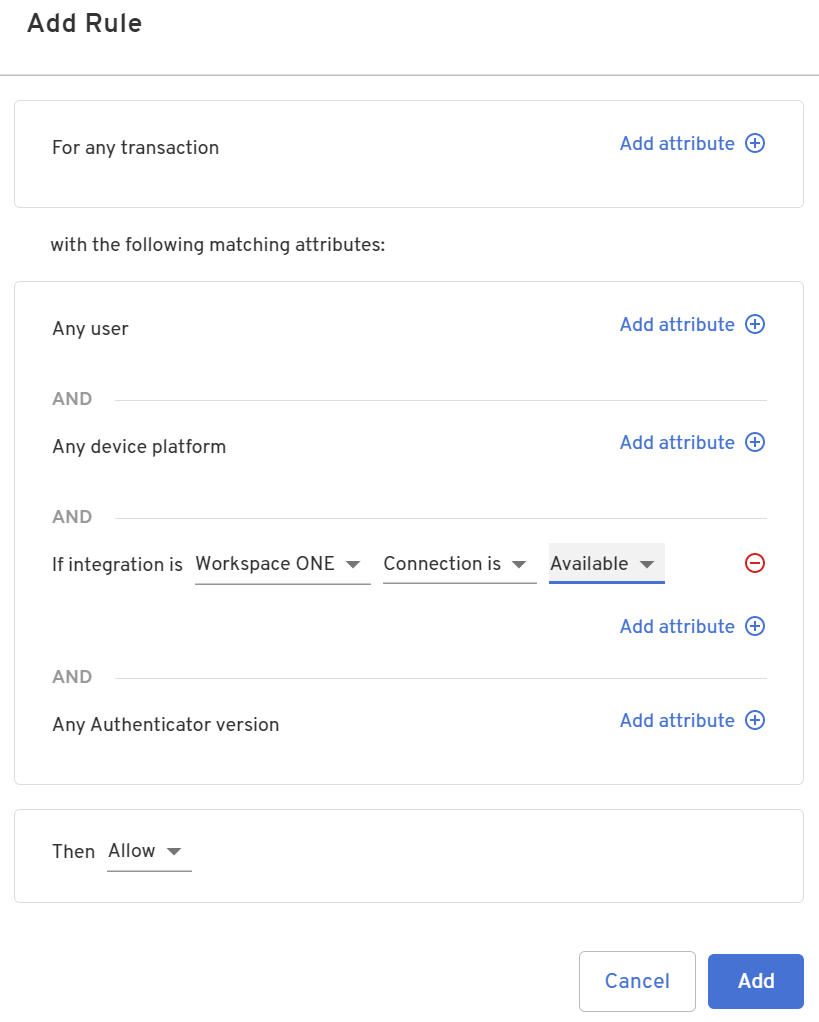 Add Rule
For any transaction Add attribute
with the following matching attributes:
Any user Add attribute
AND
Any device platform Add attribute
AND
If integration is Workspace ONE Connection is Available
Add attribute
AND
Any Authenticator version Add attribute
Then Allow
Cancel Add